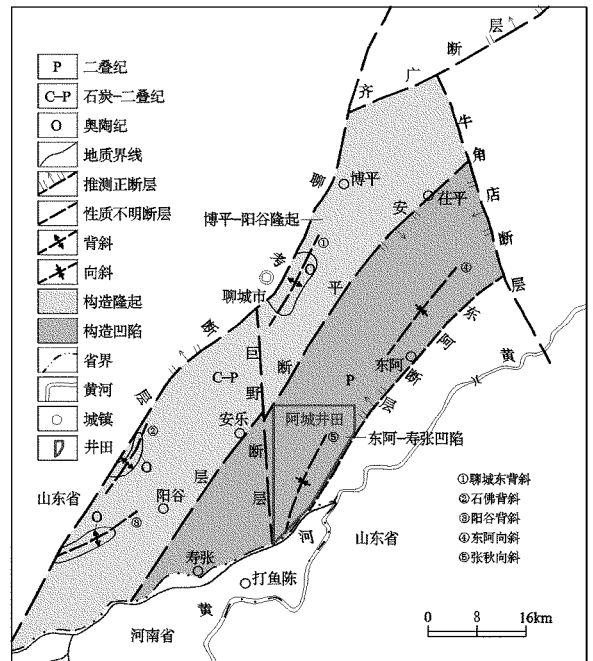 P 二叠纪
C-P 石炭-二叠纪
O 奥陶纪
地质界线
推测正断层
性质不明断层
背斜
向斜
构造隆起
构造凹陷
省界
黄河
城镇
井田
齐广断层
牛角店断层
聊考断层
博平
茌平
安平断层
博平-阳谷隆起
①
O
聊城市
④
东阿断层
东阿
黄
巨野断层
C-P
P
安乐
阿城井田
⑤
东阿-寿张凹陷
②
O
山东省
阳谷
O
③
寿张
打鱼陈
河
山东省
黄
河南省
①聊城东背斜
②石佛背斜
③阳谷背斜
④东阿向斜
⑤张秋向斜
0 8 16km